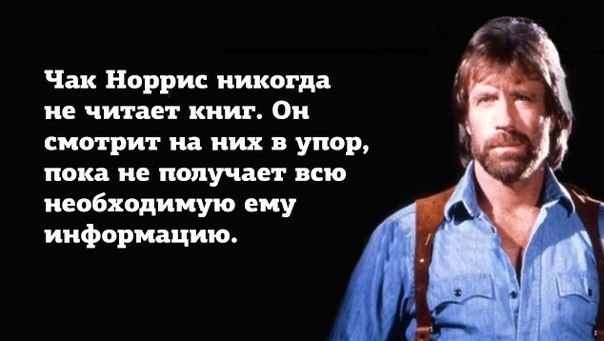 Чак Норрис никогда
не читает книг. Он
смотрит на них в упор,
пока не получает всю
необходимую ему
информацию.